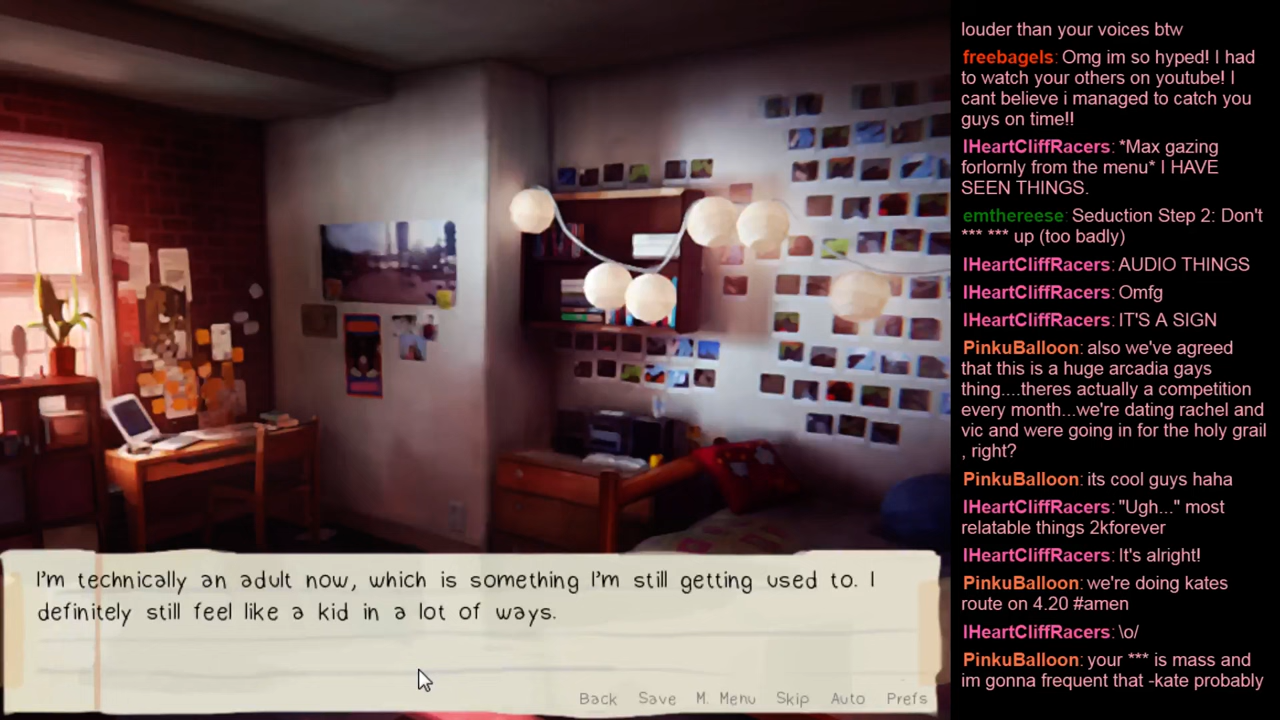 I'm technically an adult now, which is something I'm still getting used to. I
definitely still feel like a kid in a lot of ways.
Back Save M. Menu Skip Auto Prefs
louder than your voices btw
freebagels: Omg im so hyped! I had
to watch your others on youtube! I
cant believe i managed to catch you
guys on time!!
IHeartCliffRacers: *Max gazing
forlornly from the menu* I HAVE
SEEN THINGS.
emthereese: Seduction Step 2: Don't
*** *** up (too badly)
IHeartCliffRacers: AUDIO THINGS
IHeartCliffRacers: Omfg
IHeartCliffRacers: IT'S A SIGN
PinkuBalloon: also we've agreed
that this is a huge arcadia gays
thing....theres actually a competition
every month...we're dating rachel and
vic and were going in for the holy grail
, right?
PinkuBalloon: its cool guys haha
IHeartCliffRacers: "Ugh..." most
relatable things 2kforever
IHeartCliffRacers: It's alright!
PinkuBalloon: we're doing kates
route on 4.20 #amen
IHeartCliffRacers: \o/
PinkuBalloon: your *** is mass and
im gonna frequent that -kate probably